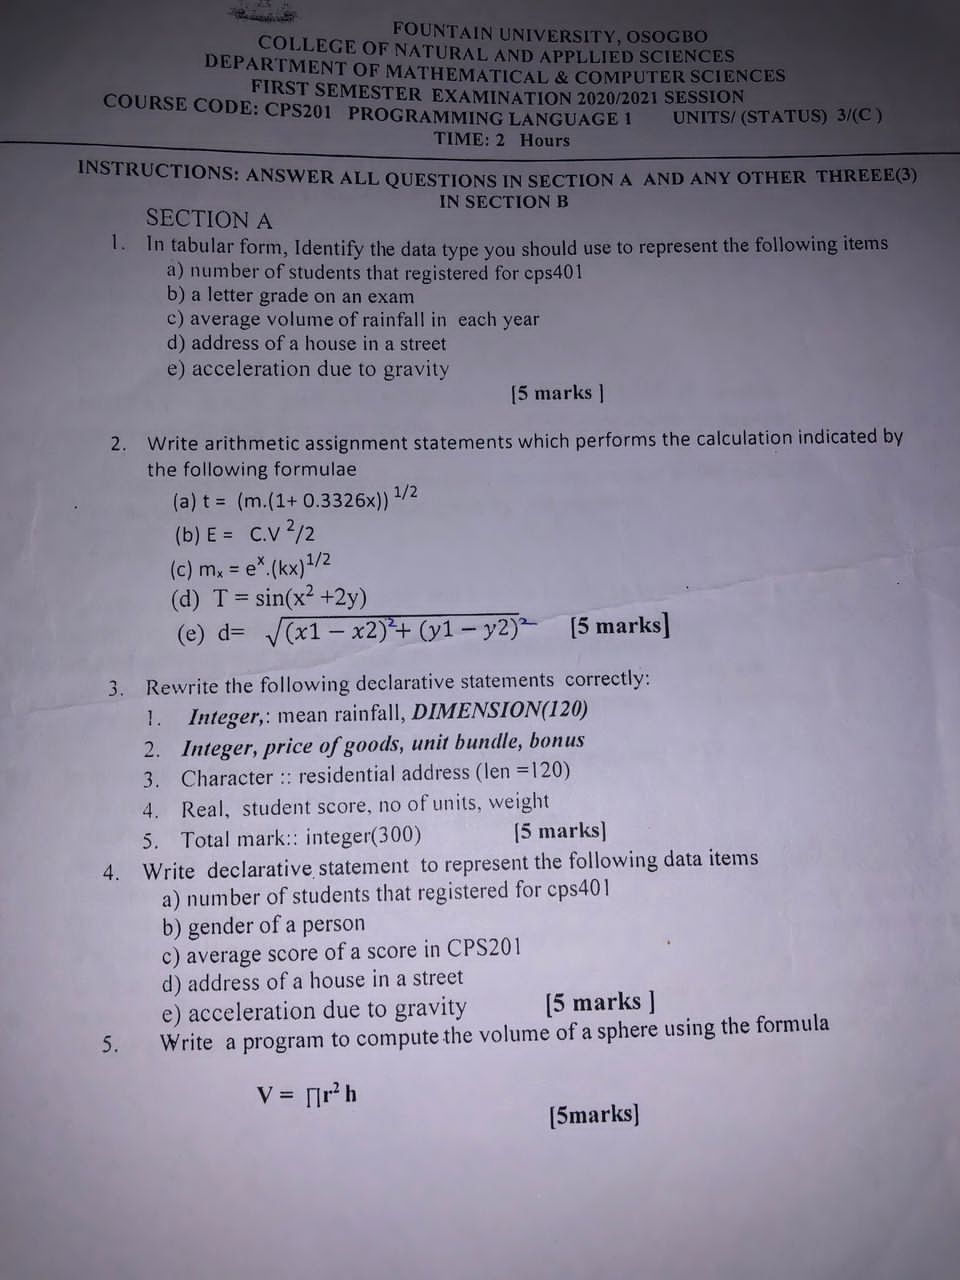 FOUNTAIN UNIVERSITY, OSOGBO
COLLEGE OF NATURAL AND APPLLIED SCIENCES
DEPARTMENT OF MATHEMATICAL & COMPUTER SCIENCES
FIRST SEMESTER EXAMINATION 2020/2021 SESSION
COURSE CODE: CPS201 PROGRAMMING LANGUAGE 1 UNITS/ (STATUS) 3/(C )
TIME: 2 Hours
INSTRUCTIONS: ANSWER ALL QUESTIONS IN SECTION A AND ANY OTHER THREEE(3)
IN SECTION B
SECTION A
1. In tabular form, Identify the data type you should use to represent the following items
a) number of students that registered for cps401
b) a letter grade on an exam
c) average volume of rainfall in each year
d) address of a house in a street
e) acceleration due to gravity
[5 marks ]
2. Write arithmetic assignment statements which performs the calculation indicated by
the following formulae
(a) t = (m.(1+ 0.3326x)) ^1/2
(b) E = C.V ²/2
(c) mₓ = eˣ.(kx)^1/2
(d) T = sin(x² +2y)
(e) d= √(x1 – x2)²+ (y1 – y2)² [5 marks]
3. Rewrite the following declarative statements correctly:
1. Integer,: mean rainfall, DIMENSION(120)
2. Integer, price of goods, unit bundle, bonus
3. Character :: residential address (len =120)
4. Real, student score, no of units, weight
5. Total mark:: integer(300) [5 marks]
4. Write declarative statement to represent the following data items
a) number of students that registered for cps401
b) gender of a person
c) average score of a score in CPS201
d) address of a house in a street
e) acceleration due to gravity [5 marks ]
5. Write a program to compute the volume of a sphere using the formula
V = ∏r² h
[5marks]